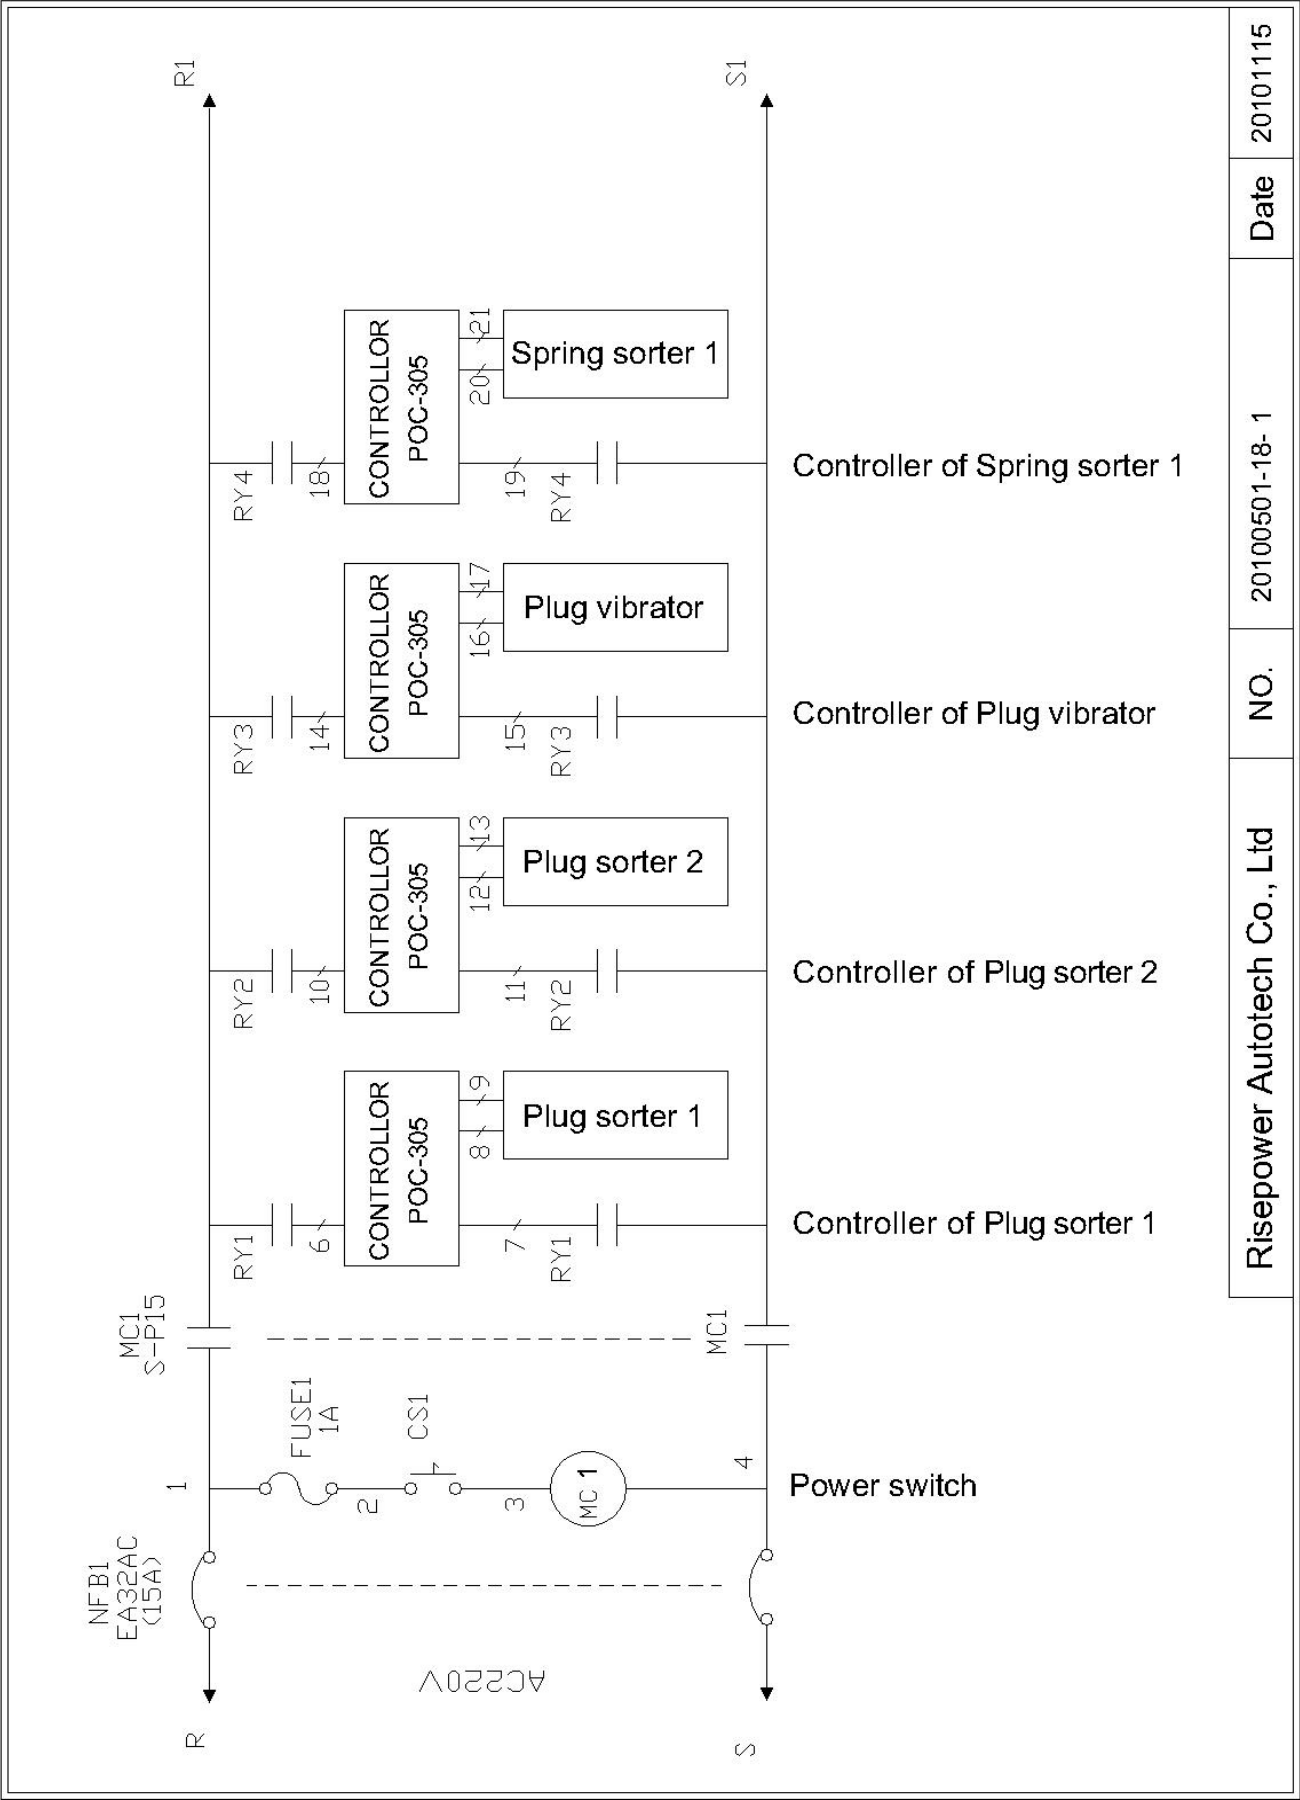 R1
S1
RY4
18
CONTROLLOR
POC-305
20
21
Spring sorter 1
19
RY4
Controller of Spring sorter 1
RY3
14
CONTROLLOR
POC-305
16
17
Plug vibrator
15
RY3
Controller of Plug vibrator
RY2
10
CONTROLLOR
POC-305
12
13
Plug sorter 2
11
RY2
Controller of Plug sorter 2
RY1
6
CONTROLLOR
POC-305
8
9
Plug sorter 1
7
RY1
Controller of Plug sorter 1
MC1
S-P15
MC1
FUSE1
1A
CS1
1
2
3
MC 1
4
Power switch
NFB1
EA32AC
(15A)
AC220V
R
S
Risepower Autotech Co., Ltd
NO.
20100501-18- 1
Date
20101115